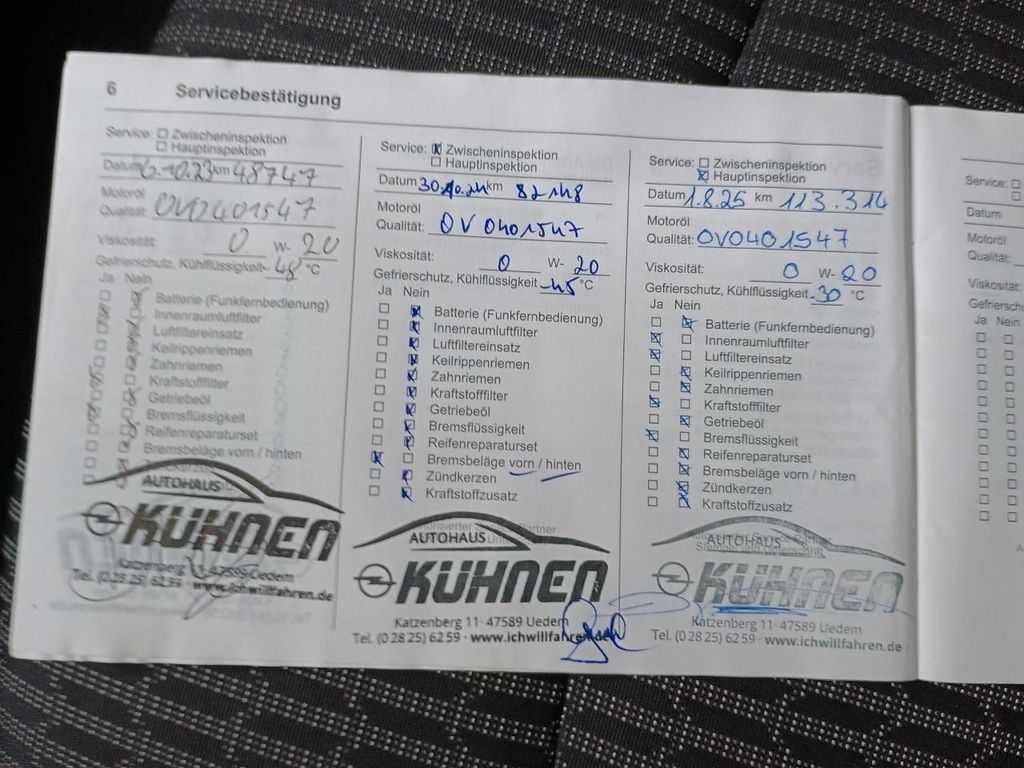 6 Servicebestätigung
Service: Zwischeninspektion
Hauptinspektion
Datum 6.10.23 km 48747
Motoröl
Qualität: OV0401547
Viskosität: 0 W- 20
Gefrierschutz, Kühlflüssigkeit °C
Ja Nein
Batterie (Funkfernbedienung)
Innenraumluftfilter
Luftfiltereinsatz
Keilrippenriemen
Zahnriemen
Kraftstofffilter
Getriebeöl
Bremsflüssigkeit
Reifenreparaturset
Bremsbeläge vorn / hinten
AUTOHAUS
KÜHNEN
Katzenberg 11 · 47589 Uedem
Tel. (0 28 25) 62 59 · www.ichwillfahren.de
Service: Zwischeninspektion
Hauptinspektion
Datum 30.10.24 km 82148
Motoröl
Qualität: OV0401547
Viskosität: 0 W- 20
Gefrierschutz, Kühlflüssigkeit -45 °C
Ja Nein
Batterie (Funkfernbedienung)
Innenraumluftfilter
Luftfiltereinsatz
Keilrippenriemen
Zahnriemen
Kraftstofffilter
Getriebeöl
Bremsflüssigkeit
Reifenreparaturset
Bremsbeläge vorn / hinten
Zündkerzen
Kraftstoffzusatz
AUTOHAUS
KÜHNEN
Katzenberg 11 · 47589 Uedem
Tel. (0 28 25) 62 59 · www.ichwillfahren.de
Service: Zwischeninspektion
Hauptinspektion
Datum 1.8.25 km 113.314
Motoröl
Qualität: OV0401547
Viskosität: 0 W- 20
Gefrierschutz, Kühlflüssigkeit -30 °C
Ja Nein
Batterie (Funkfernbedienung)
Innenraumluftfilter
Luftfiltereinsatz
Keilrippenriemen
Zahnriemen
Kraftstofffilter
Getriebeöl
Bremsflüssigkeit
Reifenreparaturset
Bremsbeläge vorn / hinten
Zündkerzen
Kraftstoffzusatz
AUTOHAUS
KÜHNEN
Katzenberg 11 · 47589 Uedem
Tel. (0 28 25) 62 59 · www.ichwillfahren.de
Service:
Datum
Motoröl
Qualität:
Viskosität:
Ja Nein